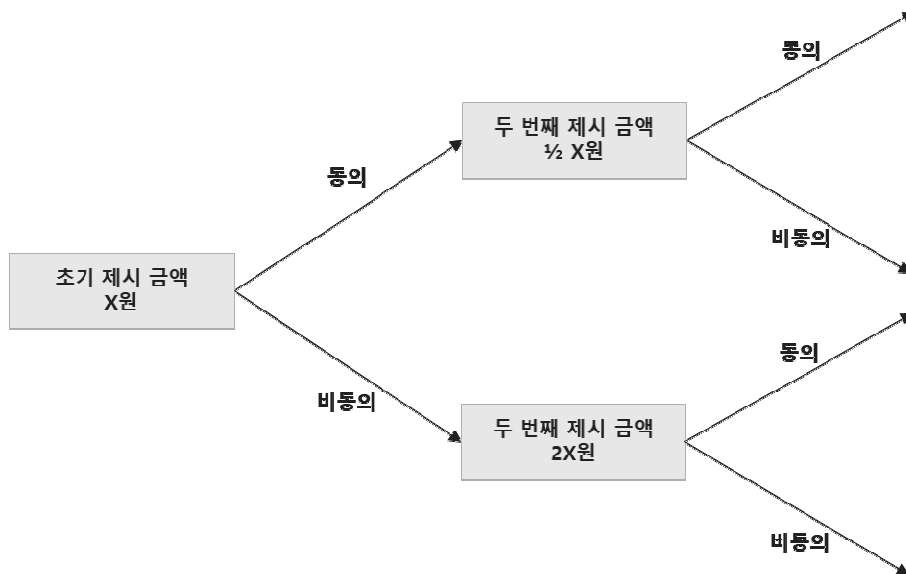 동의
두 번째 제시 금액
½ X원
동의
비동의
초기 제시 금액
X원
동의
비동의
두 번째 제시 금액
2X원
비동의